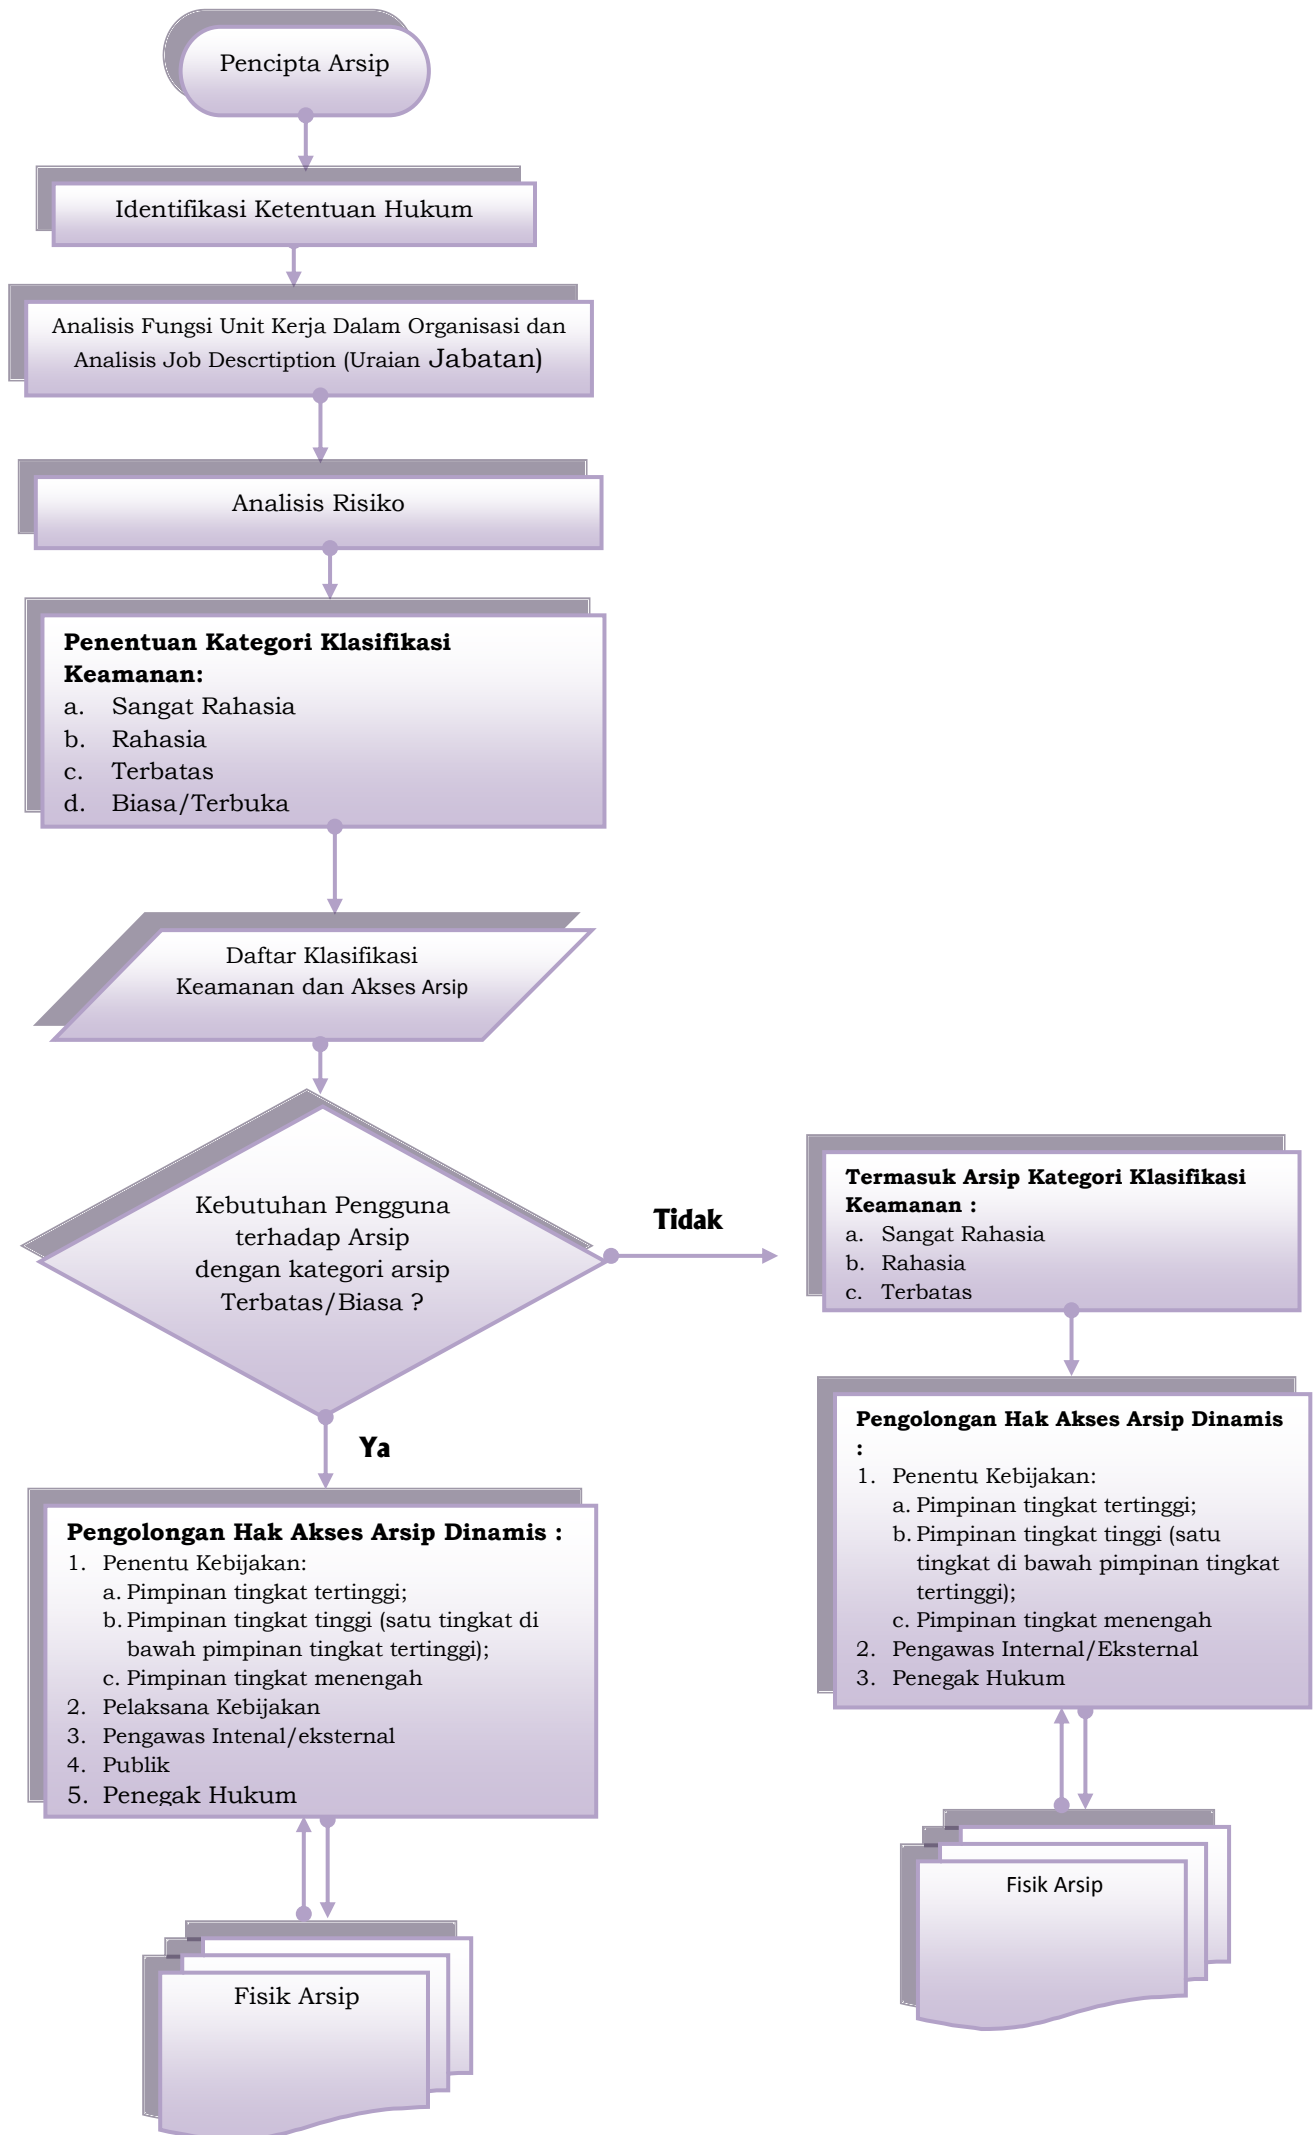 Pencipta Arsip
Identifikasi Ketentuan Hukum
Analisis Fungsi Unit Kerja Dalam Organisasi dan
Analisis Job Descrtiption (Uraian Jabatan)
Analisis Risiko
Penentuan Kategori Klasifikasi
Keamanan:
a. Sangat Rahasia
b. Rahasia
c. Terbatas
d. Biasa/Terbuka
Daftar Klasifikasi
Keamanan dan Akses Arsip
Kebutuhan Pengguna
terhadap Arsip
dengan kategori arsip
Terbatas/Biasa ?
Tidak
Termasuk Arsip Kategori Klasifikasi
Keamanan :
a. Sangat Rahasia
b. Rahasia
c. Terbatas
Pengolongan Hak Akses Arsip Dinamis
:
1. Penentu Kebijakan:
a. Pimpinan tingkat tertinggi;
b. Pimpinan tingkat tinggi (satu
tingkat di bawah pimpinan tingkat
tertinggi);
c. Pimpinan tingkat menengah
2. Pengawas Internal/Eksternal
3. Penegak Hukum
Fisik Arsip
Ya
Pengolongan Hak Akses Arsip Dinamis :
1. Penentu Kebijakan:
a. Pimpinan tingkat tertinggi;
b. Pimpinan tingkat tinggi (satu tingkat di
bawah pimpinan tingkat tertinggi);
c. Pimpinan tingkat menengah
2. Pelaksana Kebijakan
3. Pengawas Intenal/eksternal
4. Publik
5. Penegak Hukum
Fisik Arsip